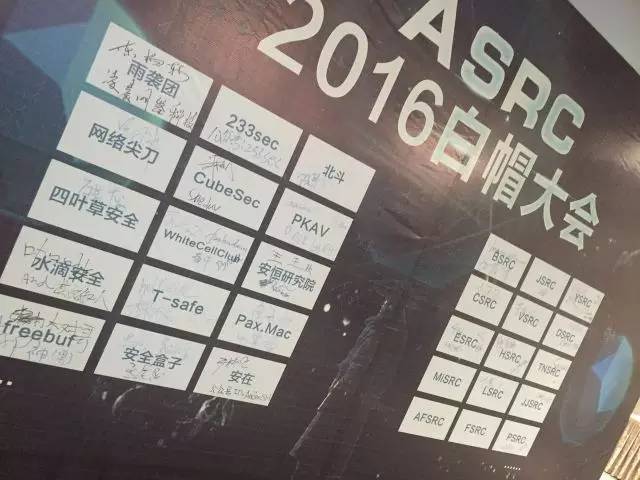 ASRC
2016白帽大会
雨袭团
233sec
北斗
网络尖刀
CubeSec
PKAV
四叶草安全
WhiteCellClub
安恒研究院
水滴安全
T-safe
Pax.Mac
freebuf
安全盒子
安在
BSRC
JSRC
YSRC
CSRC
VSRC
DSRC
ESRC
HSRC
TNSRC
MiSRC
LSRC
JJSRC
AFSRC
FSRC
PSRC
......